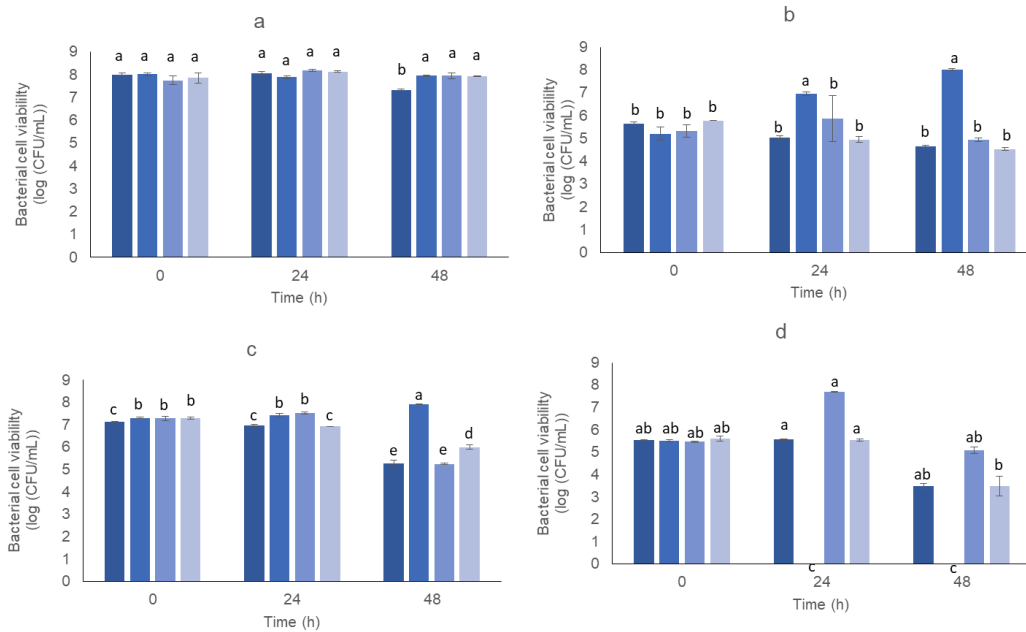 a
Bacterial cell viability
(log (CFU/mL))
9
8
7
6
5
4
3
2
1
0
a a a a
a a a a
b a a a
0 24 48
Time (h)
b
Bacterial cell viability
(log (CFU/mL))
9
8
7
6
5
4
3
2
1
0
b b b b
b a b b
b a b b
0 24 48
Time (h)
c
Bacterial cell viability
(log (CFU/mL))
9
8
7
6
5
4
3
2
1
0
c b b b
c b b c
e a e d
0 24 48
Time (h)
d
Bacterial cell viability
(log (CFU/mL))
9
8
7
6
5
4
3
2
1
0
ab ab ab ab
a c a a
ab c ab b
0 24 48
Time (h)